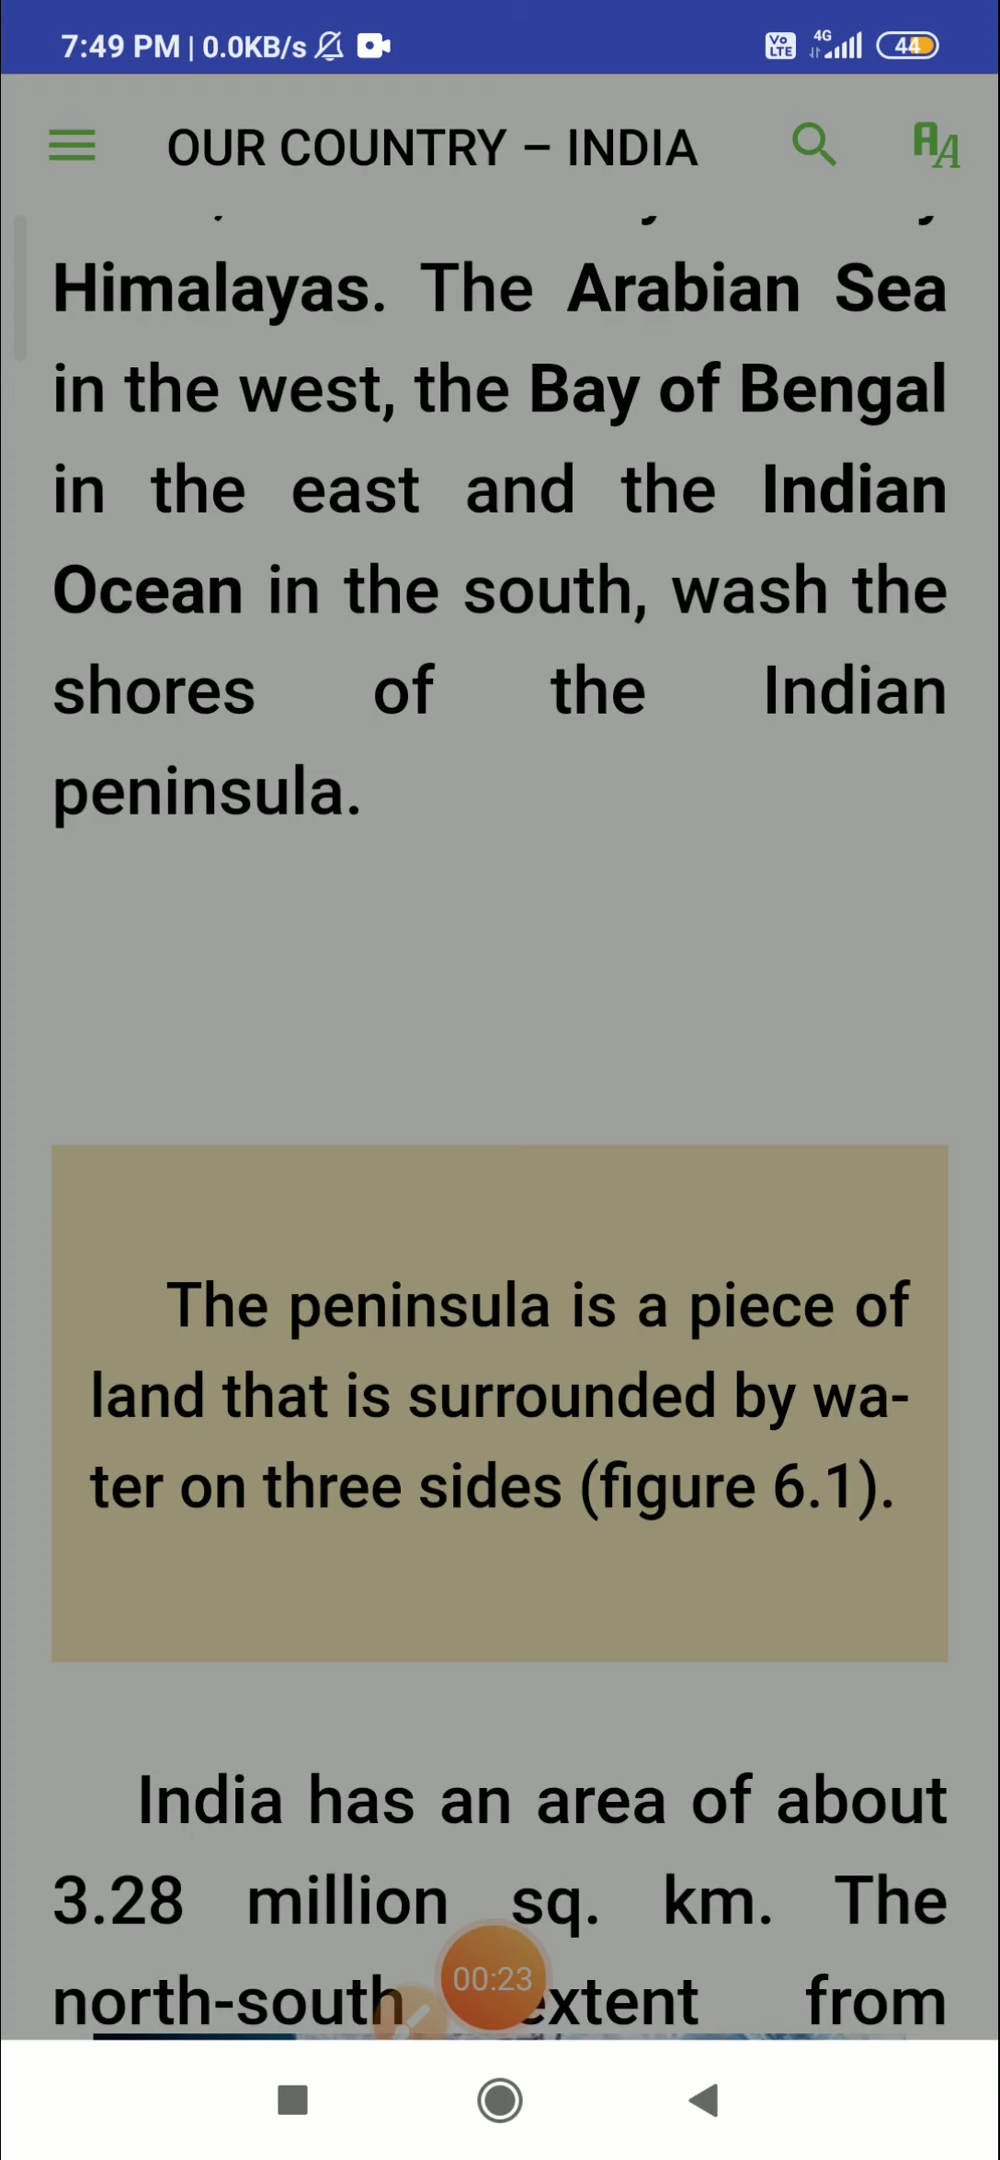 7:49 PM | 0.0KB/s Vo LTE 4G 44
OUR COUNTRY – INDIA
Himalayas. The Arabian Sea
in the west, the Bay of Bengal
in the east and the Indian
Ocean in the south, wash the
shores of the Indian
peninsula.
The peninsula is a piece of
land that is surrounded by wa-
ter on three sides (figure 6.1).
India has an area of about
3.28 million sq. km. The
00:23
north-south extent from